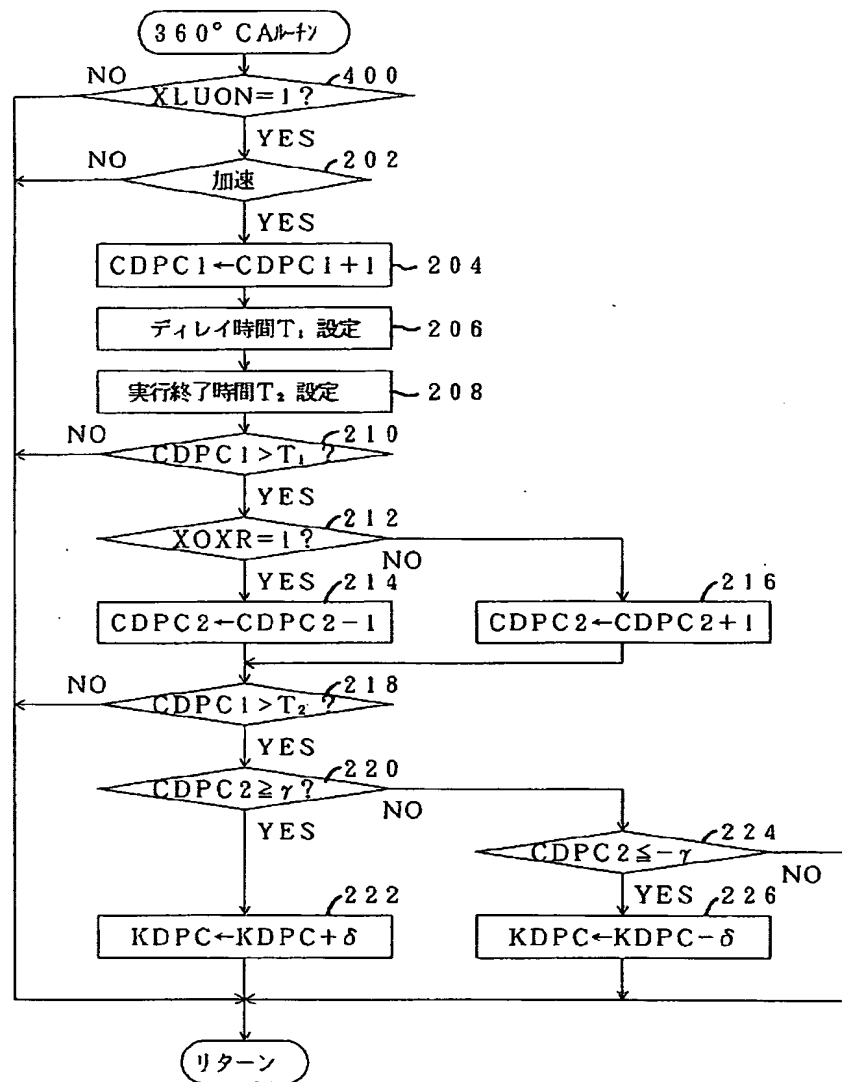 360° CAルーチン
NO
400
XLUON=1?
YES
NO
202
加速
YES
CDPC1←CDPC1+1
204
ディレイ時間T₁ 設定
206
実行終了時間T₂ 設定
208
NO
210
CDPC1>T₁ ?
YES
212
XOXR=1?
NO
YES
214
216
CDPC2←CDPC2-1
CDPC2←CDPC2+1
NO
218
CDPC1>T₂ ?
YES
220
CDPC2≧γ?
NO
YES
224
CDPC2≦-γ
NO
YES
222
226
KDPC←KDPC+δ
KDPC←KDPC-δ
リターン